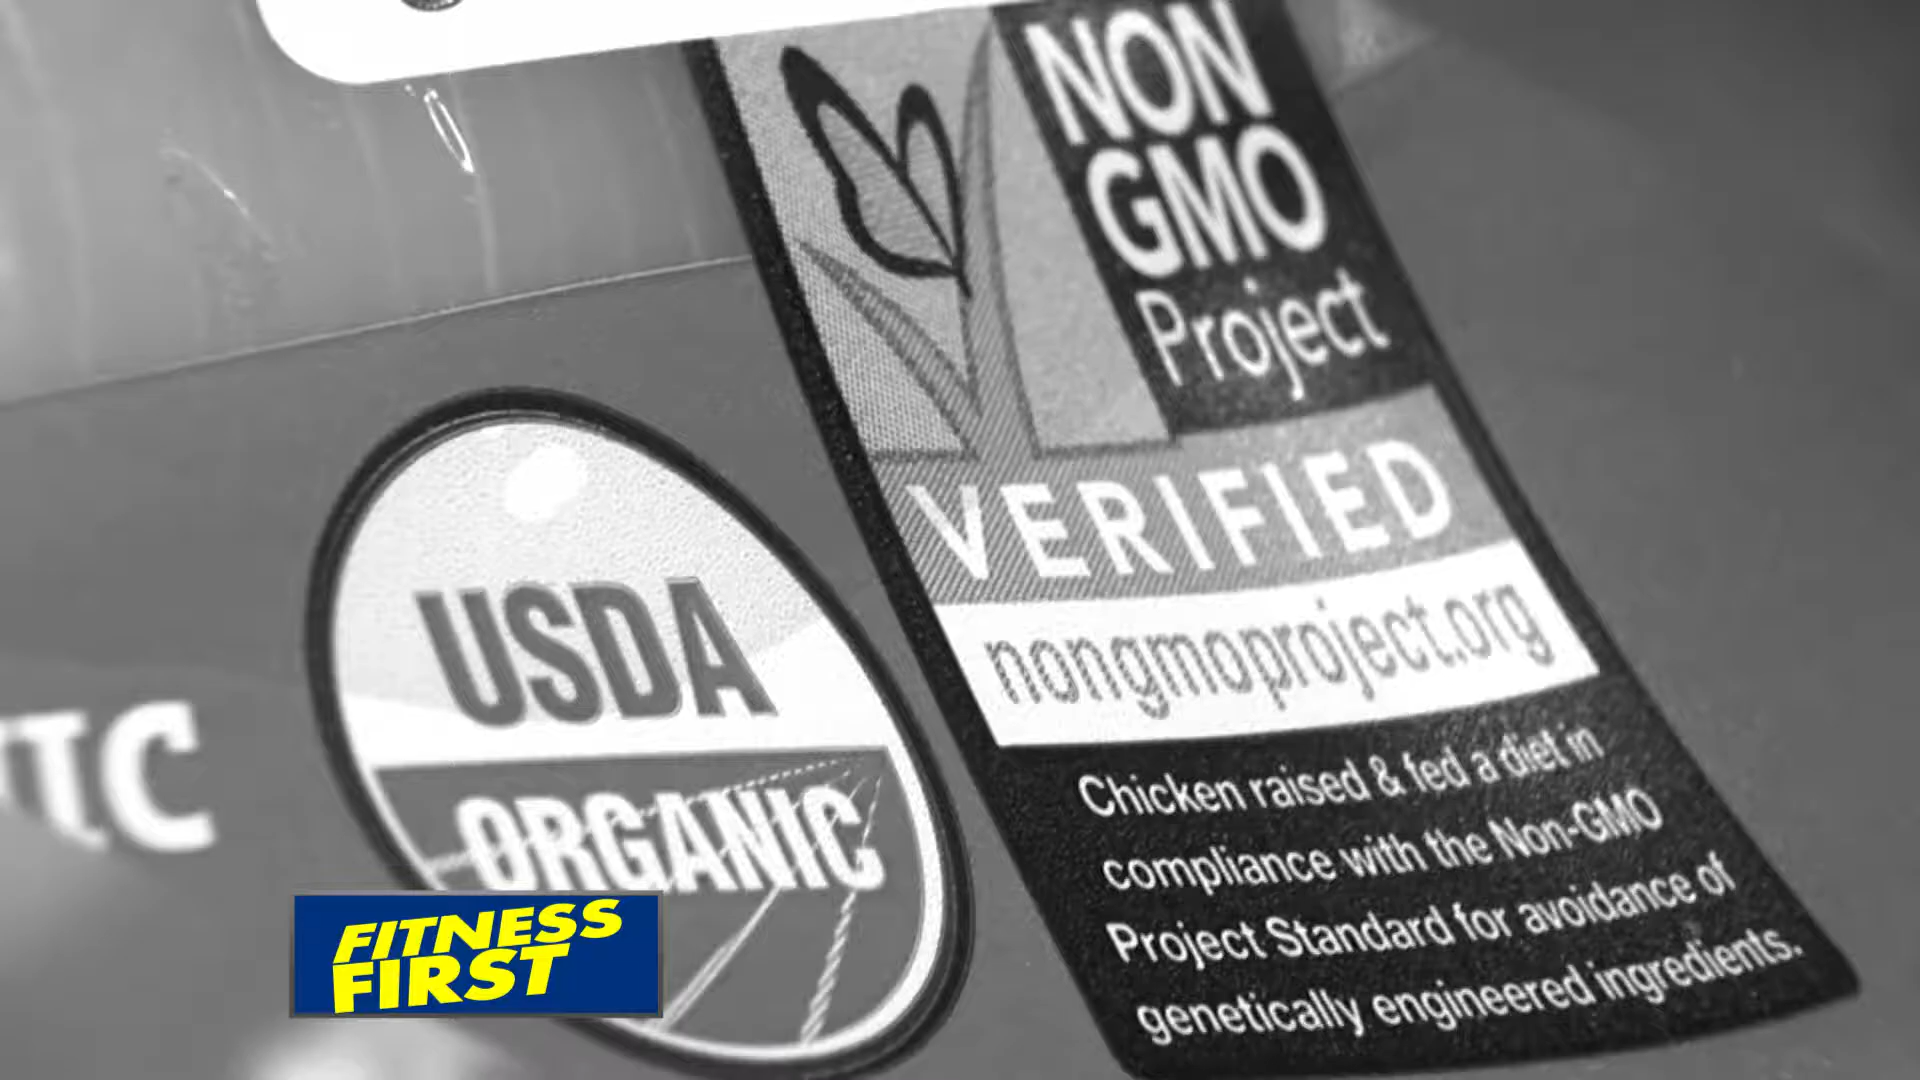 NON
GMO
Project
VERIFIED
nongmoproject.org
Chicken raised & fed a diet in
compliance with the Non-GMO
Project Standard for avoidance of
genetically engineered ingredients.
USDA
ORGANIC
FITNESS
FIRST